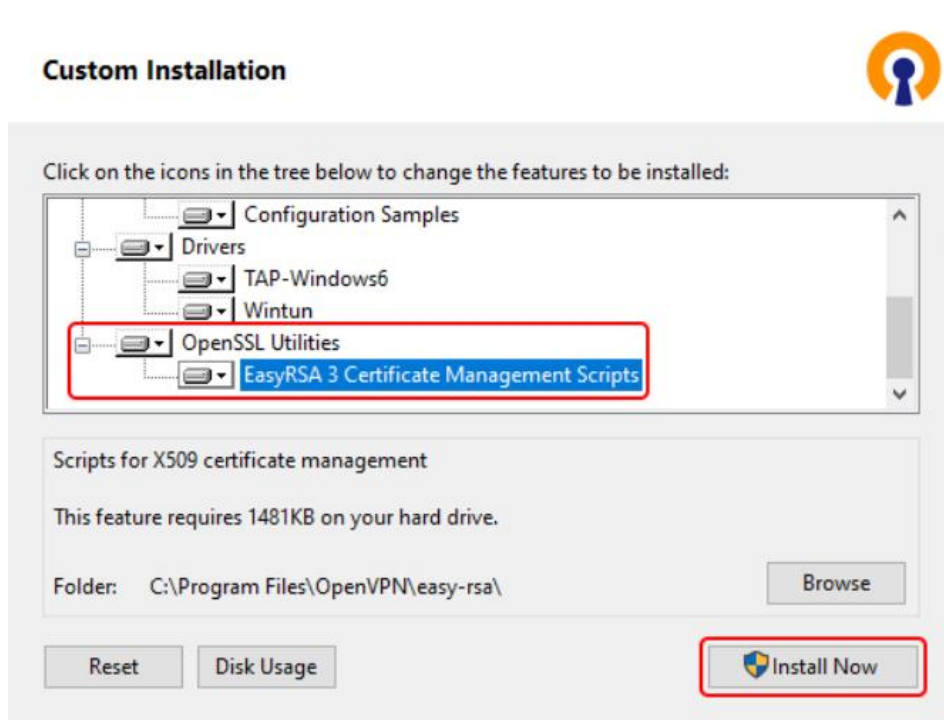 Custom Installation
Click on the icons in the tree below to change the features to be installed:
Configuration Samples
Drivers
TAP-Windows6
Wintun
OpenSSL Utilities
EasyRSA 3 Certificate Management Scripts
Scripts for X509 certificate management
This feature requires 1481KB on your hard drive.
Folder: C:\Program Files\OpenVPN\easy-rsa\
Browse
Reset Disk Usage Install Now